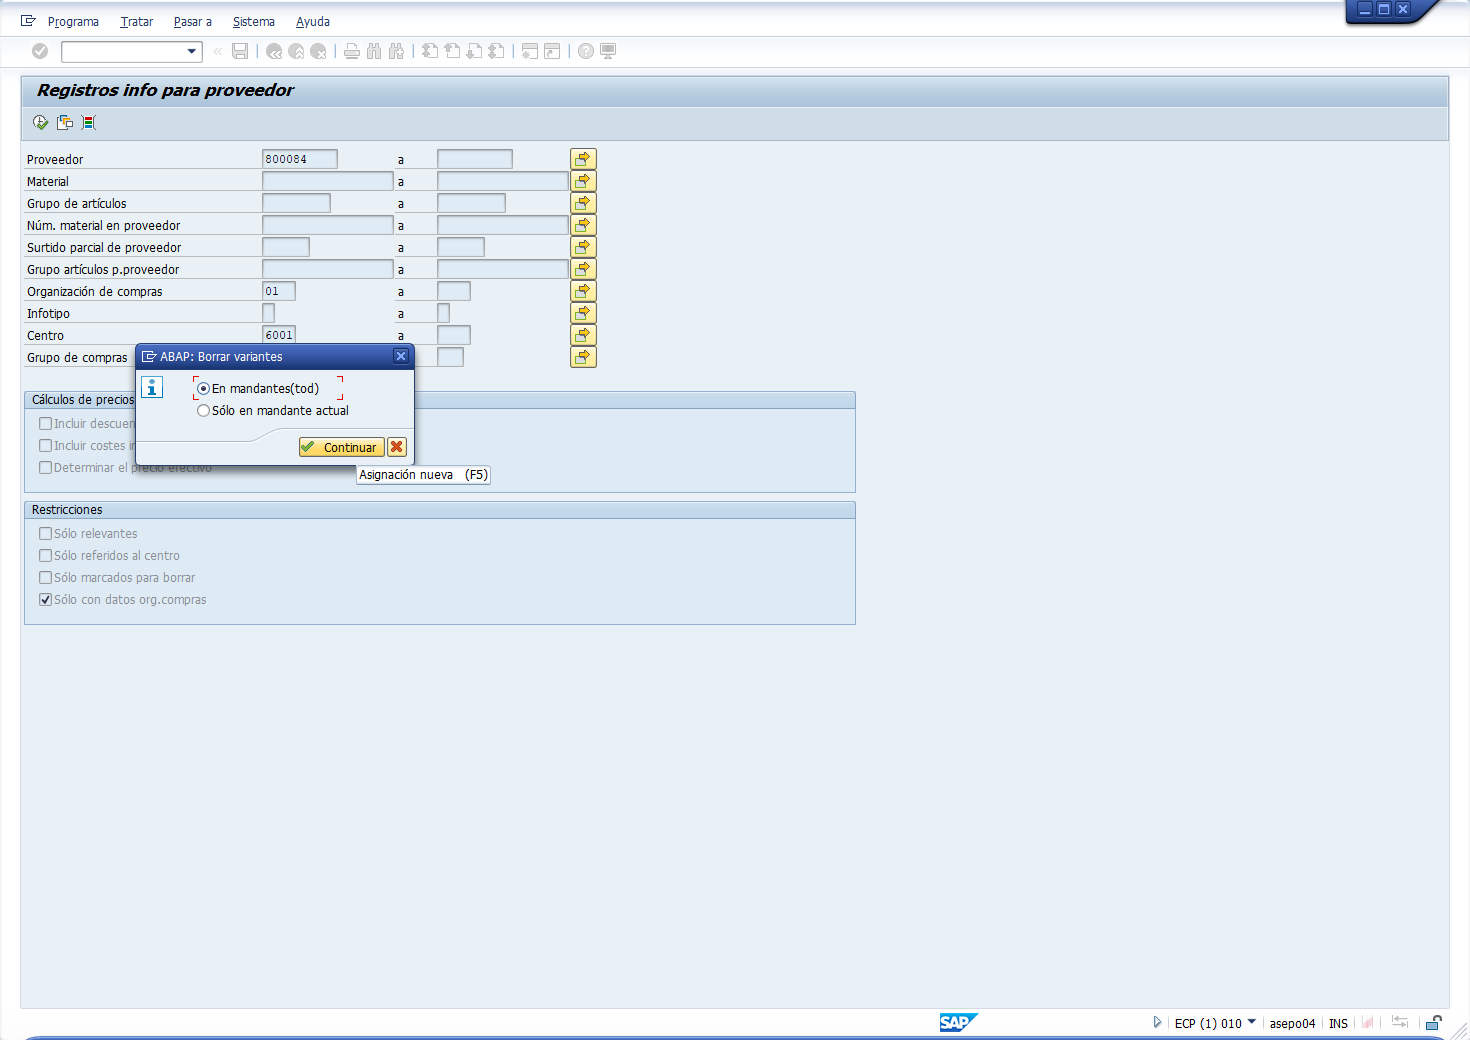 Programa Tratar Pasar a Sistema Ayuda
Registros info para proveedor
Proveedor 800084 a
Material a
Grupo de artículos a
Núm. material en proveedor a
Surtido parcial de proveedor a
Grupo artículos p.proveedor a
Organización de compras 01 a
Infotipo a
Centro 6001 a
Grupo de compras
ABAP: Borrar variantes
En mandantes(tod)
Sólo en mandante actual
Continuar
Asignación nueva (F5)
Cálculos de precios
Incluir descuen
Incluir costes
Determinar el precio efectivo
Restricciones
Sólo relevantes
Sólo referidos al centro
Sólo marcados para borrar
Sólo con datos org.compras
SAP ECP (1) 010 asepo04 INS